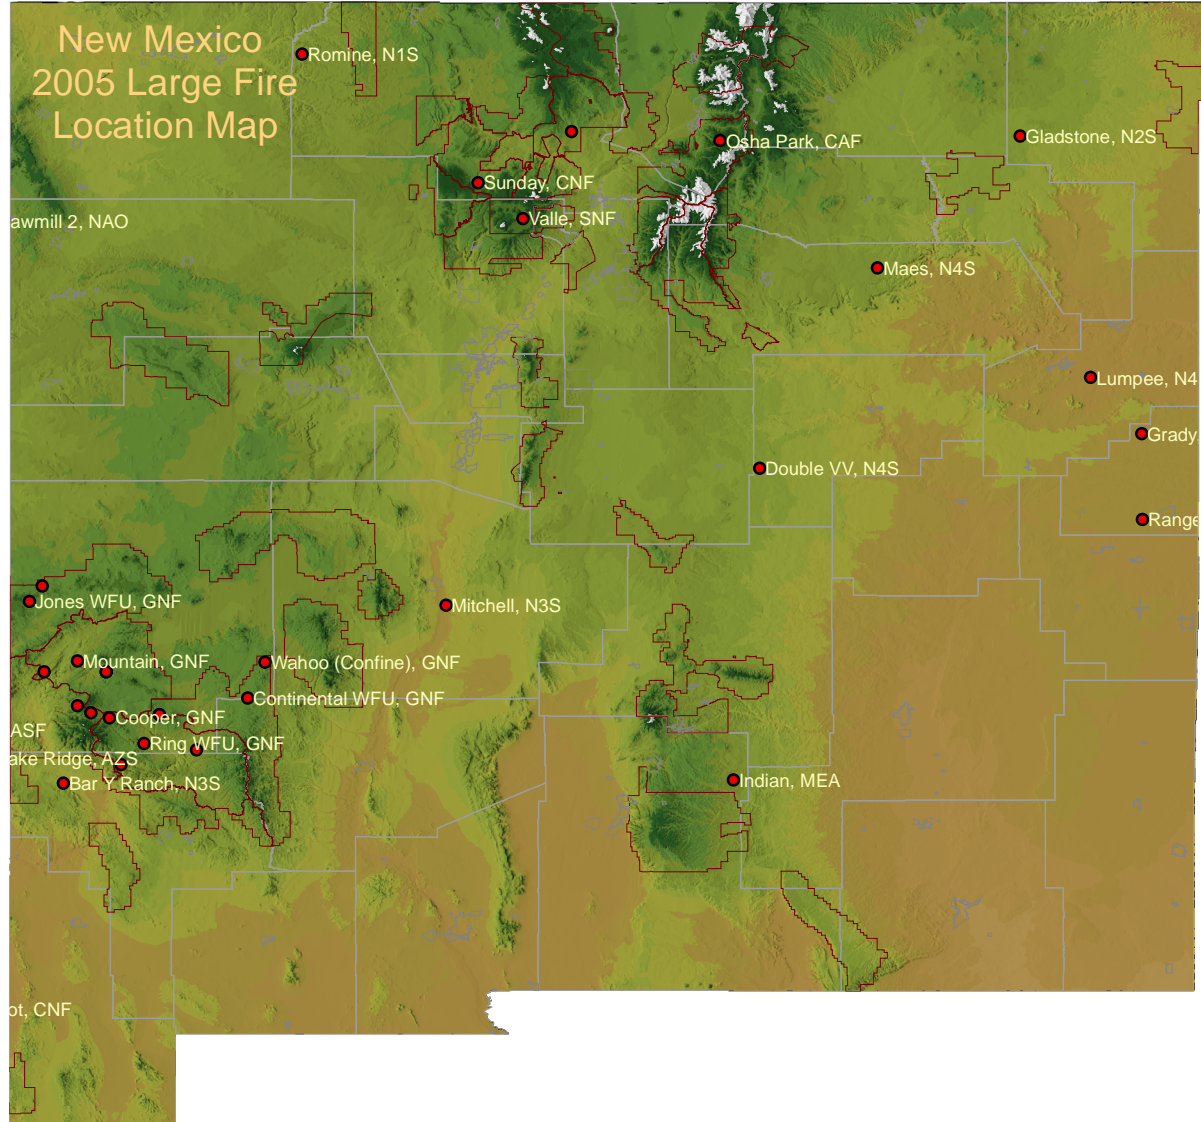 New Mexico
2005 Large Fire
Location Map
Romine, N1S
Gladstone, N2S
Osha Park, CAF
Sunday, CNF
Valle, SNF
awmill 2, NAO
Maes, N4S
Lumpee, N4
Grady
Double VV, N4S
Range
Jones WFU, GNF
Mitchell, N3S
Mountain, GNF
Wahoo (Confine), GNF
Continental WFU, GNF
Cooper, GNF
ASF
Ring WFU, GNF
ake Ridge, AZS
Bar Y Ranch, N3S
Indian, MEA
ot, CNF